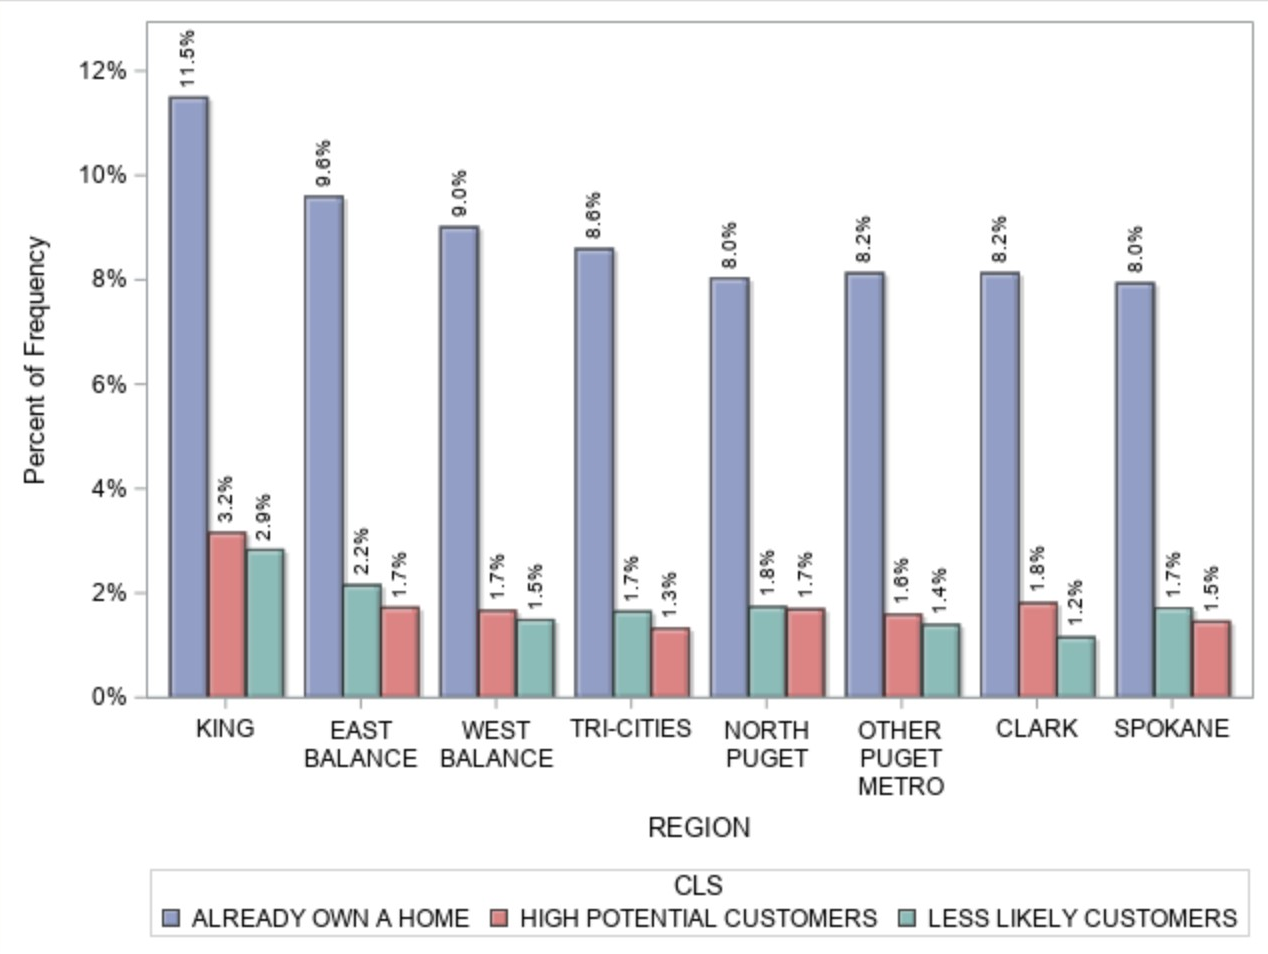 Percent of Frequency
12%
10%
8%
6%
4%
2%
0%
11.5%
3.2%
2.9%
9.6%
2.2%
1.7%
9.0%
1.7%
1.5%
8.6%
1.7%
1.3%
8.0%
1.8%
1.7%
8.2%
1.6%
1.4%
8.2%
1.8%
1.2%
8.0%
1.7%
1.5%
KING
EAST
BALANCE
WEST
BALANCE
TRI-CITIES
NORTH
PUGET
OTHER
PUGET
METRO
CLARK
SPOKANE
REGION
CLS
ALREADY OWN A HOME HIGH POTENTIAL CUSTOMERS LESS LIKELY CUSTOMERS